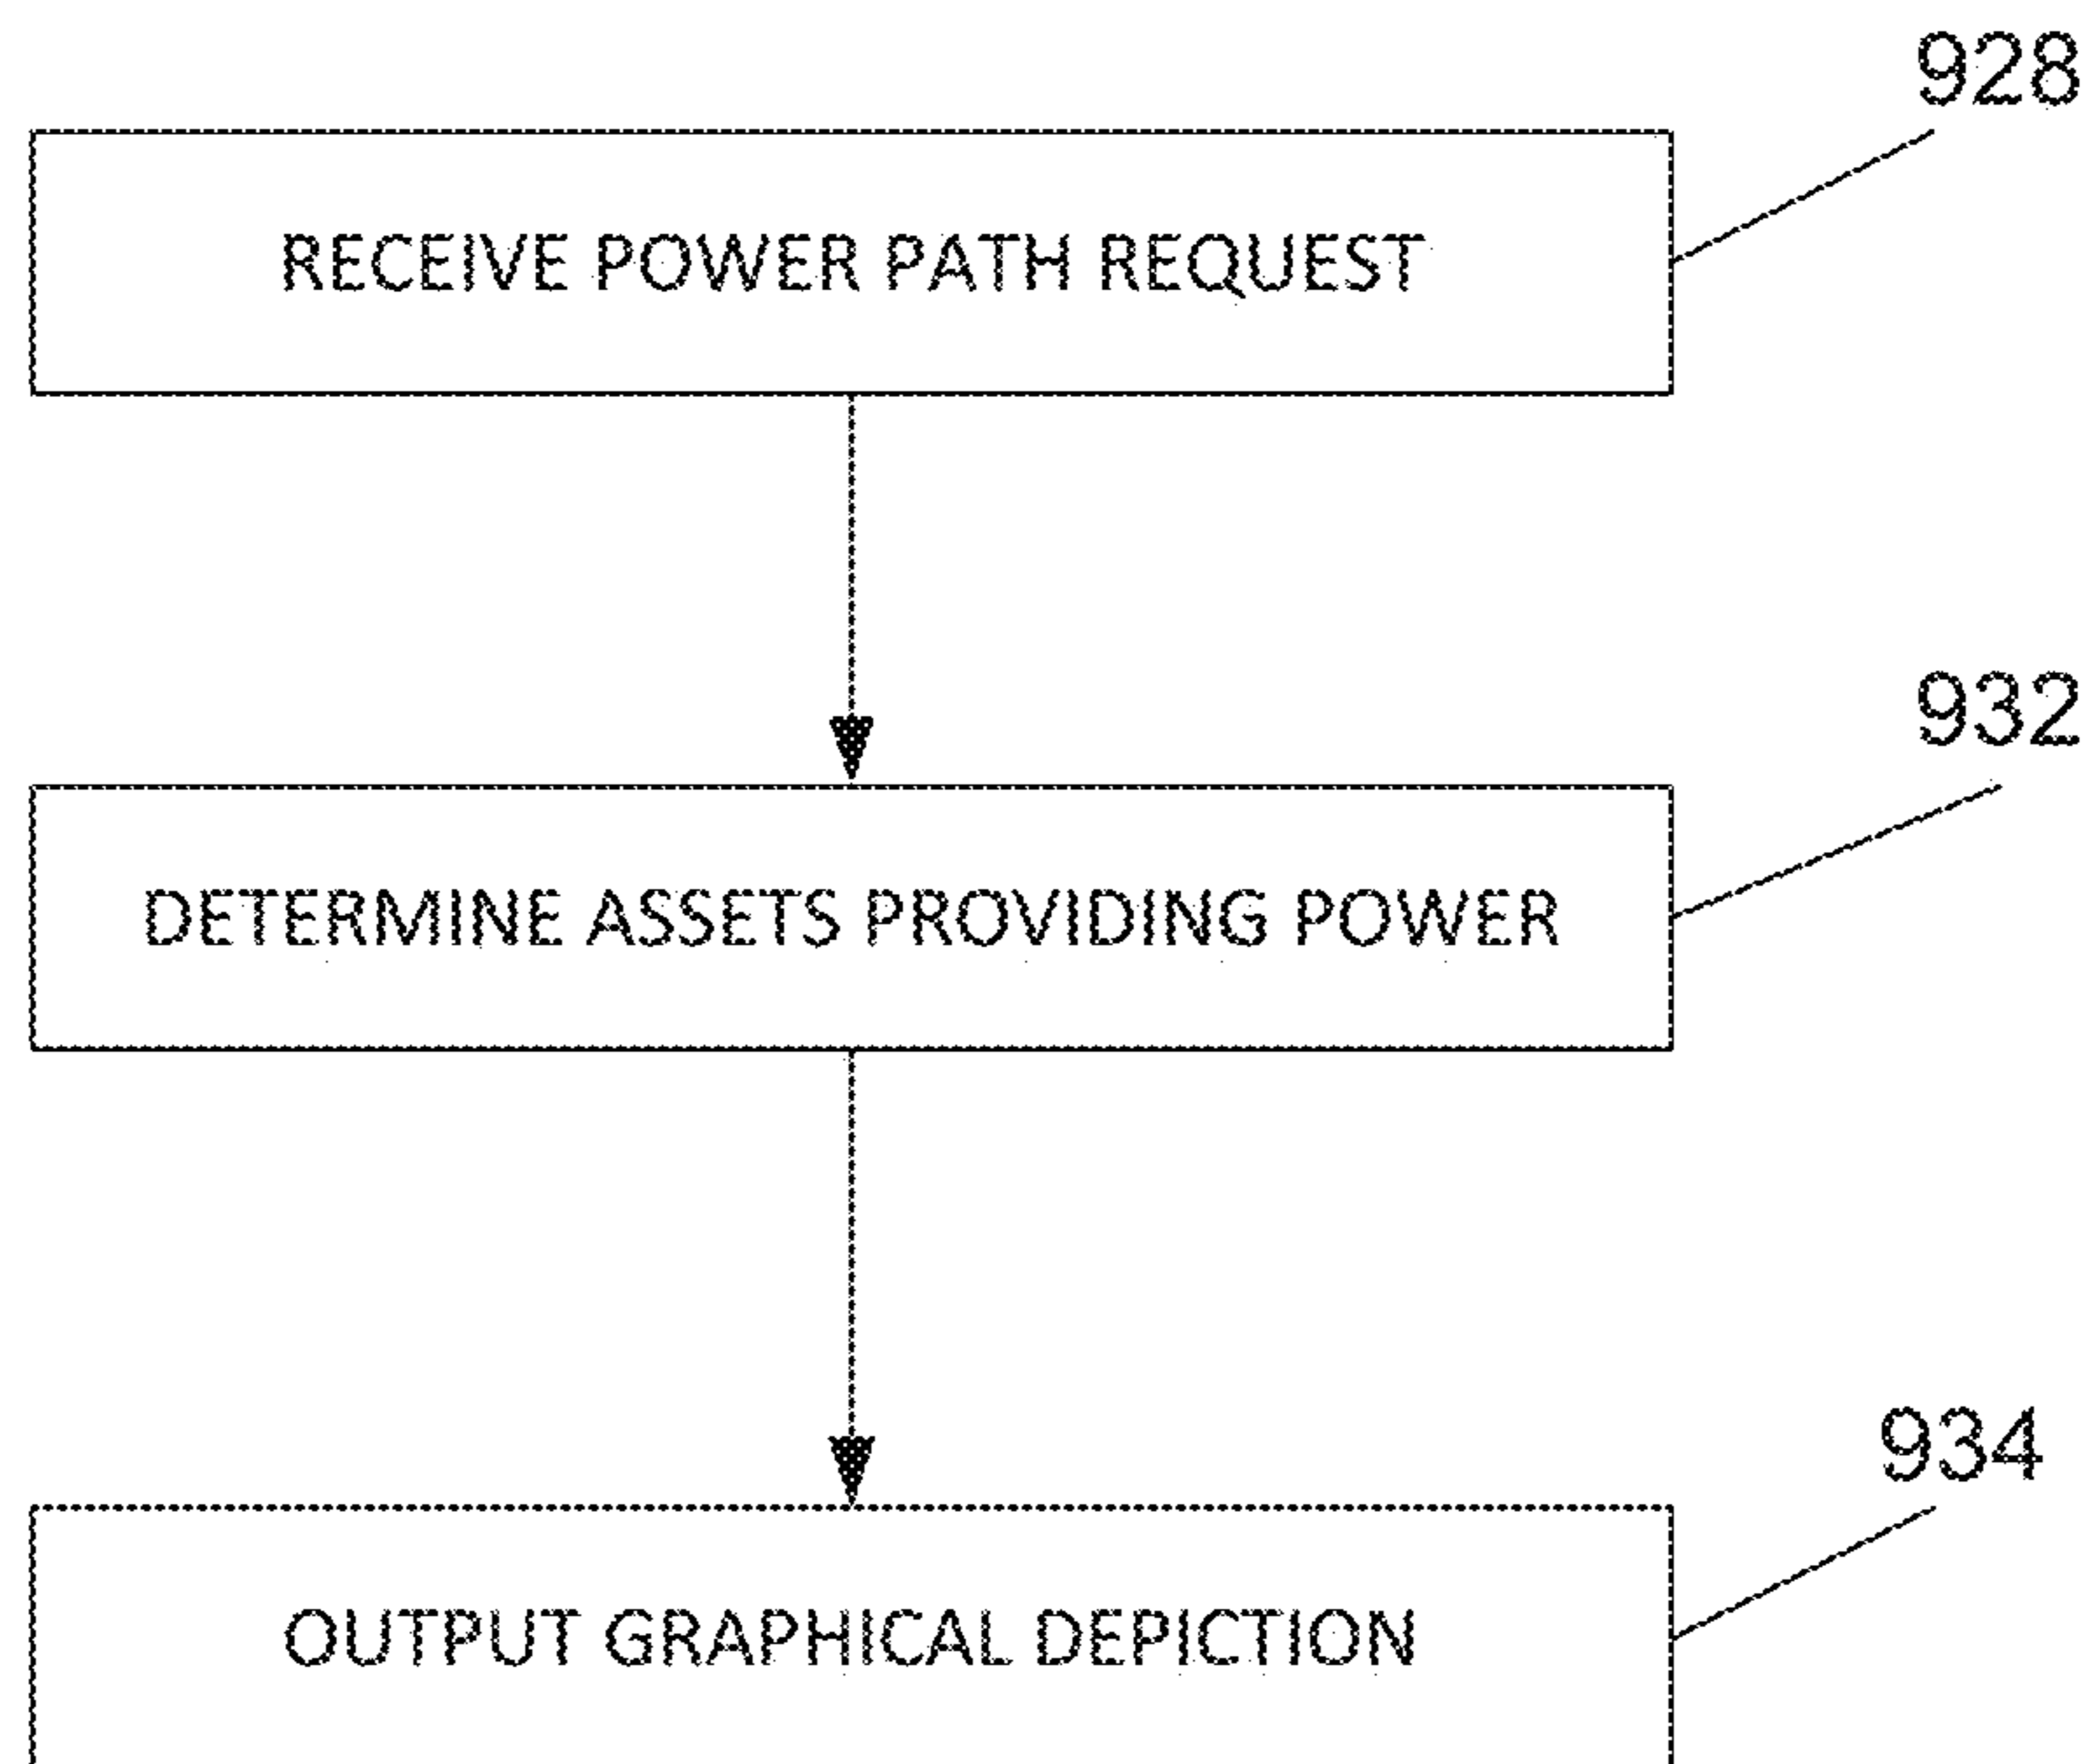 928
RECEIVE POWER PATH REQUEST
932
DETERMINE ASSETS PROVIDING POWER
934
OUTPUT GRAPHICAL DEPICTION